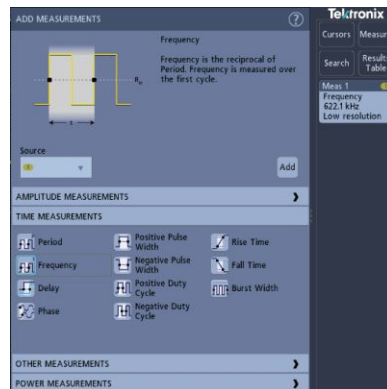 ADD MEASUREMENTS
?
Frequency
Frequency is the reciprocal of
Period. Frequency is measured over
the first cycle.
Source
1
Add
AMPLITUDE MEASUREMENTS
TIME MEASUREMENTS
Period
Frequency
Delay
Phase
Positive Pulse
Width
Negative Pulse
Width
Positive Duty
Cycle
Negative Duty
Cycle
Rise Time
Fall Time
Burst Width
OTHER MEASUREMENTS
POWER MEASUREMENTS
Tektronix
Cursors
Measur
Search
Results
Table
Meas 1
Frequency
622.1 kHz
Low resolution